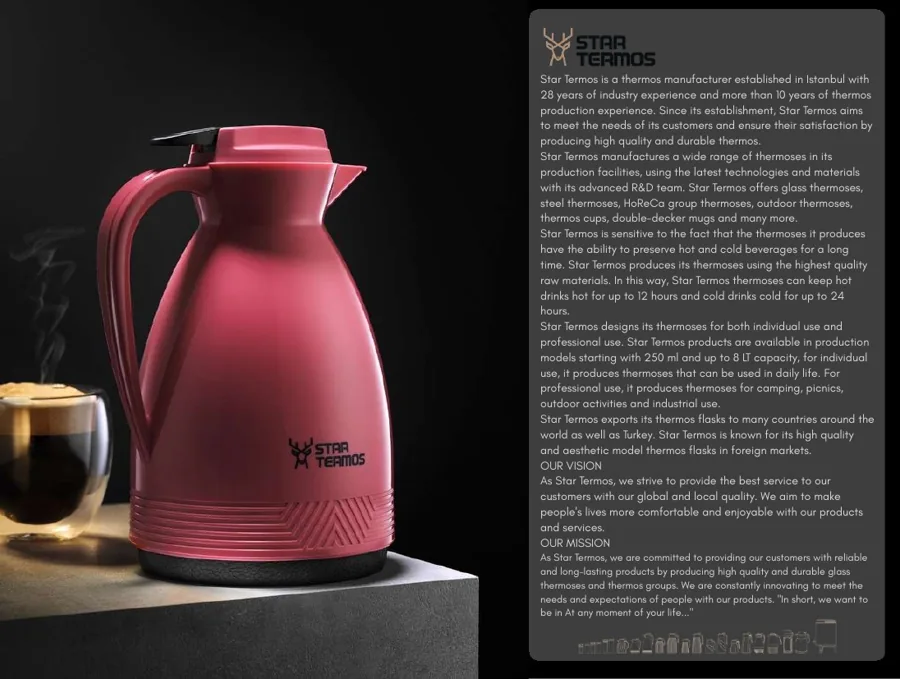 STAR
TERMOS
Star Termos is a thermos manufacturer established in Istanbul with
28 years of industry experience and more than 10 years of thermos
production experience. Since its establishment, Star Termos aims
to meet the needs of its customers and ensure their satisfaction by
producing high quality and durable thermos.
Star Termos manufactures a wide range of thermoses in its
production facilities, using the latest technologies and materials
with its advanced R&D team. Star Termos offers glass thermoses,
steel thermoses, HoReCa group thermoses, outdoor thermoses,
thermos cups, double-decker mugs and many more.
Star Termos is sensitive to the fact that the thermoses it produces
have the ability to preserve hot and cold beverages for a long
time. Star Termos produces its thermoses using the highest quality
raw materials. In this way, Star Termos thermoses can keep hot
drinks hot for up to 12 hours and cold drinks cold for up to 24
hours.
Star Termos designs its thermoses for both individual use and
professional use. Star Termos products are available in production
models starting with 250 ml and up to 8 LT capacity, for individual
use, it produces thermoses that can be used in daily life. For
professional use, it produces thermoses for camping, picnics,
outdoor activities and industrial use.
Star Termos exports its thermos flasks to many countries around the
world as well as Turkey. Star Termos is known for its high quality
and aesthetic model thermos flasks in foreign markets.
OUR VISION
As Star Termos, we strive to provide the best service to our
customers with our global and local quality. We aim to make
people's lives more comfortable and enjoyable with our products
and services.
OUR MISSION
As Star Termos, we are committed to providing our customers with reliable
and long-lasting products by producing high quality and durable glass
thermoses and thermos groups. We are constantly innovating to meet the
needs and expectations of people with our products. "In short, we want to
be in At any moment of your life..."
STAR
TERMOS